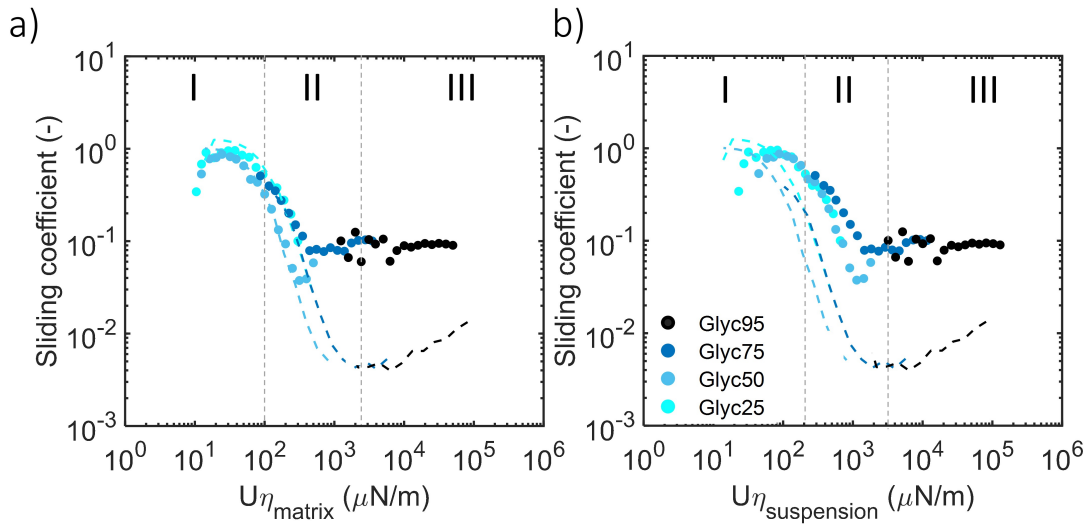 a)
10^1
10^0
10^-1
10^-2
10^-3
Sliding coefficient (-)
I II III
10^0 10^1 10^2 10^3 10^4 10^5 10^6
Uη_matrix (μN/m)
b)
10^1
10^0
10^-1
10^-2
10^-3
Sliding coefficient (-)
I II III
Glyc95
Glyc75
Glyc50
Glyc25
10^0 10^1 10^2 10^3 10^4 10^5 10^6
Uη_suspension (μN/m)